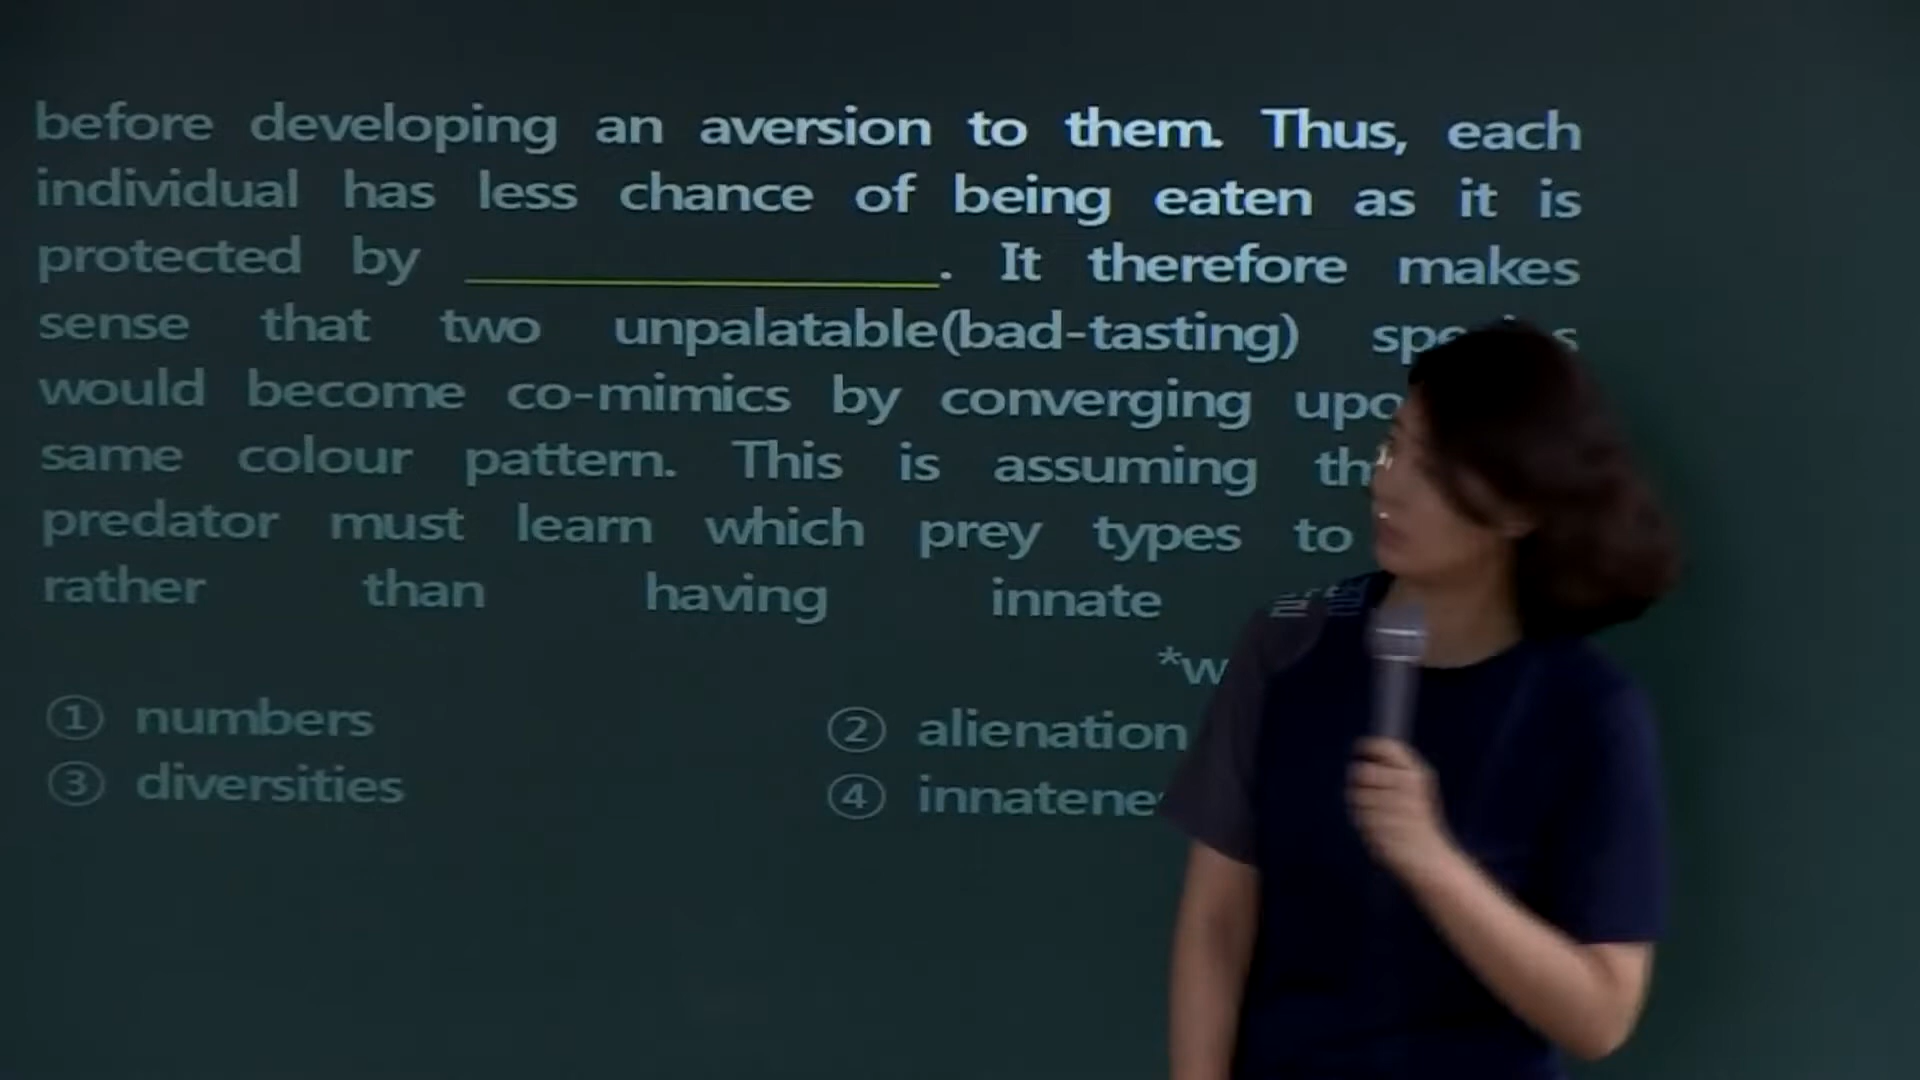 before developing an aversion to them. Thus, each
individual has less chance of being eaten as it is
protected by . It therefore makes
sense that two unpalatable(bad-tasting)
would become co-mimics by converging
same colour pattern. This is assuming
predator must learn which prey types to
rather than having innate
① numbers ② alienation
③ diversities ④